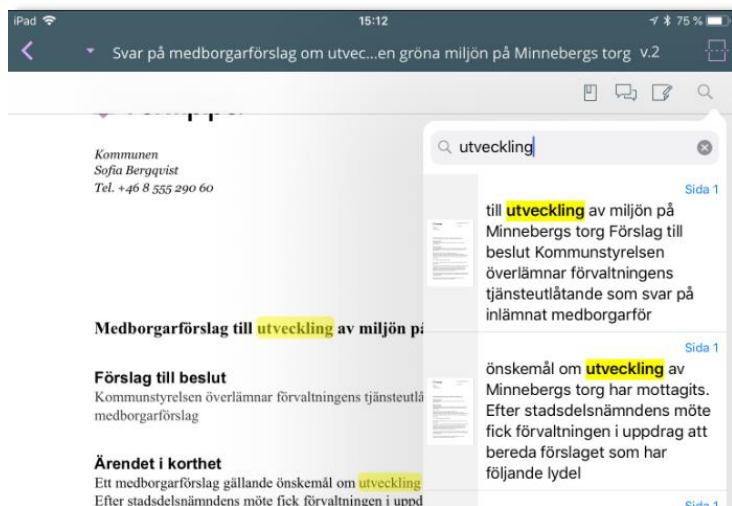 iPad 15:12 75 %
Svar på medborgarförslag om utvec...en gröna miljön på Minnebergs torg v.2
Kommunen
Sofia Bergqvist
Tel. +46 8 555 290 60
Medborgarförslag till utveckling av miljön på
Förslag till beslut
Kommunstyrelsen överlämnar förvaltningens tjänsteutlå
medborgarförslag
Ärendet i korthet
Ett medborgarförslag gällande önskemål om utveckling
Efter stadsdelsnämndens möte fick förvaltningen i uppd
utveckling
Sida 1
till utveckling av miljön på
Minnebergs torg Förslag till
beslut Kommunstyrelsen
överlämnar förvaltningens
tjänsteutlåtande som svar på
inlämnat medborgarför
Sida 1
önskemål om utveckling av
Minnebergs torg har mottagits.
Efter stadsdelsnämndens möte
fick förvaltningen i uppdrag att
bereda förslaget som har
följande lydel
Sida 1